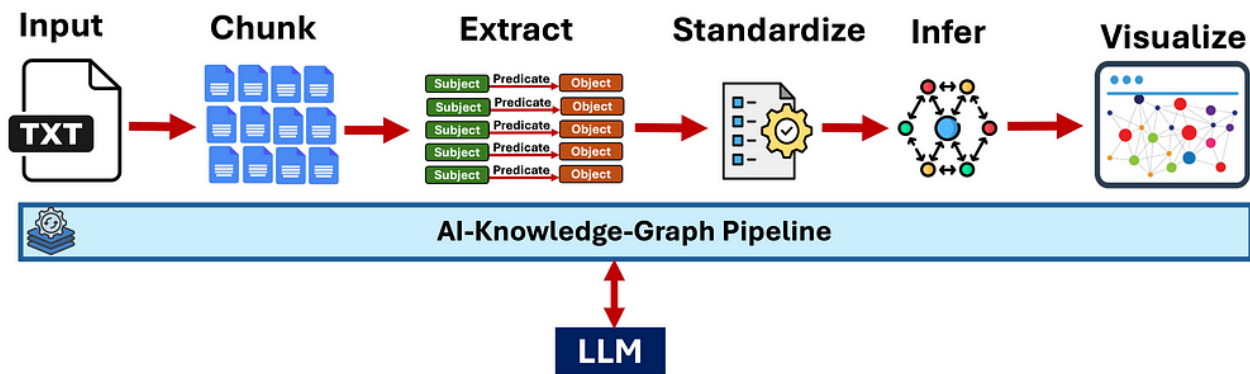 Input
Chunk
Extract
Standardize
Infer
Visualize
TXT
Subject Predicate Object
Subject Predicate Object
Subject Predicate Object
Subject Predicate Object
Subject Predicate Object
AI-Knowledge-Graph Pipeline
LLM